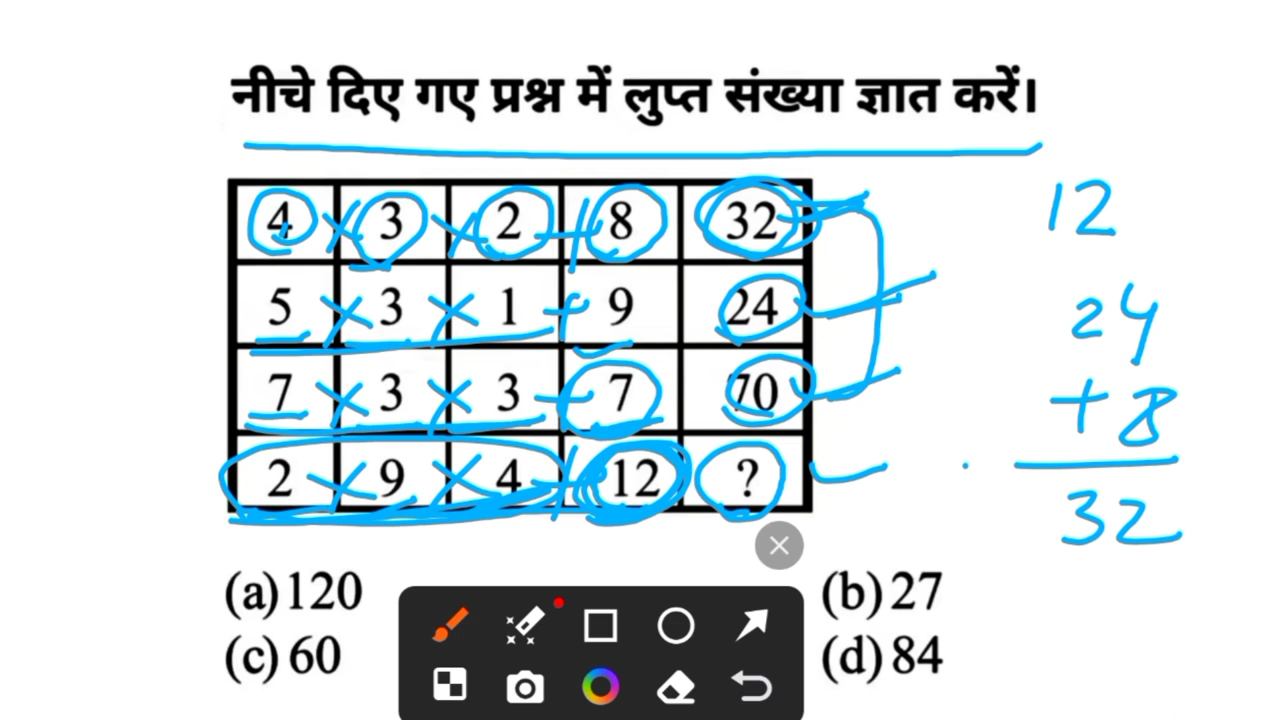 नीचे दिए गए प्रश्न में लुप्त संख्या ज्ञात करें।
4 × 3 × 2 + 8 32
5 × 3 × 1 + 9 24
7 × 3 × 3 + 7 70
2 × 9 × 4 + 12 ?
12
24
+ 8
32
(a) 120 (b) 27
(c) 60 (d) 84